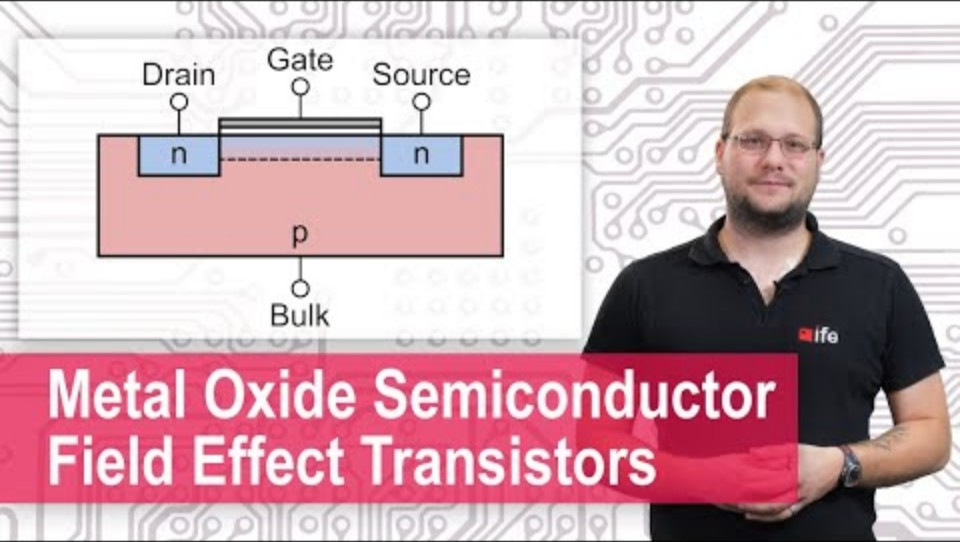 Drain Gate Source
n n
p
Bulk
ife
Metal Oxide Semiconductor
Field Effect Transistors